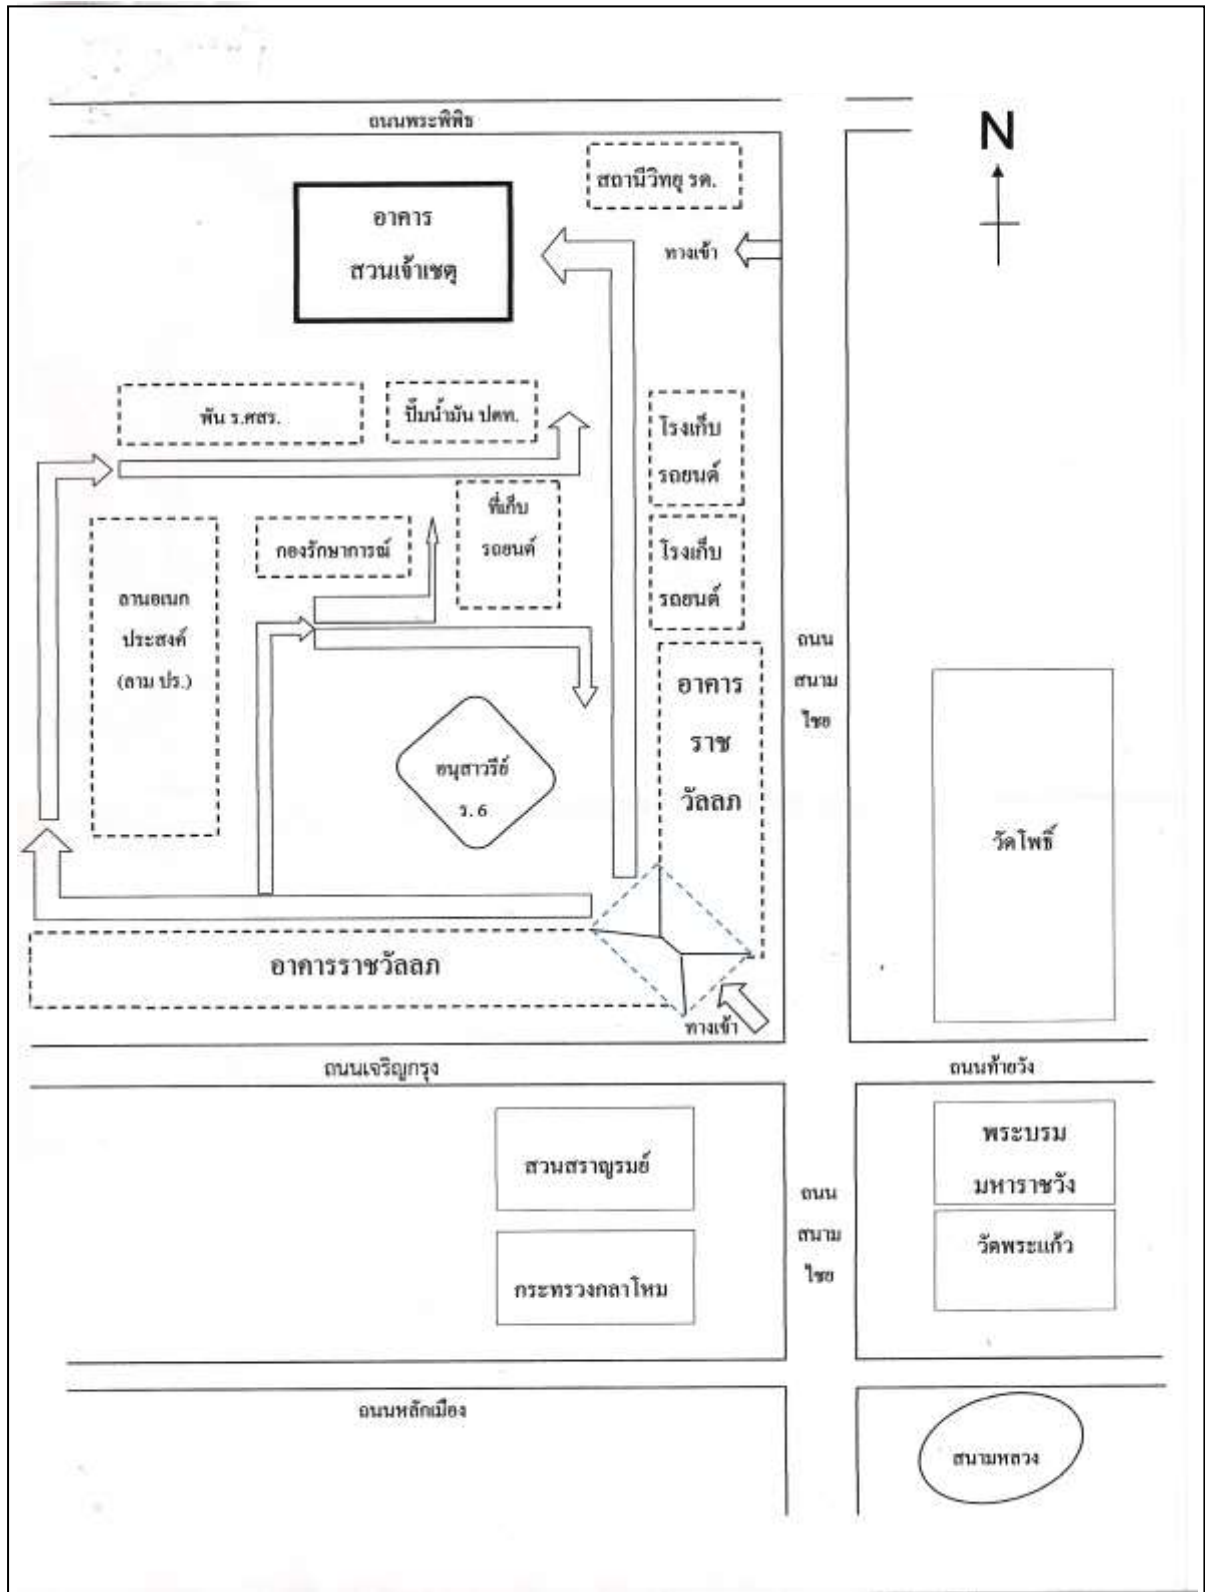 ถนนพระพิพิธ
N
สถานีวิทยุ รด.
อาคาร
สวนเจ้าเชตุ
ทางเข้า
พัน ร.ศสร.
ปั๊มน้ำมัน ปตท.
โรงเก็บ
รถยนต์
ที่เก็บ
รถยนต์
กองรักษาการณ์
โรงเก็บ
รถยนต์
ลานอเนก
ประสงค์
(ลาม ปร.)
ถนน
สนาม
ไชย
อาคาร
ราช
วัลลภ
อนุสาวรีย์
ร.6
วัดโพธิ์
อาคารราชวัลลภ
ทางเข้า
ถนนเจริญกรุง
ถนนท้ายวัง
สวนสราญรมย์
พระบรม
มหาราชวัง
ถนน
สนาม
ไชย
วัดพระแก้ว
กระทรวงกลาโหม
ถนนหลักเมือง
สนามหลวง